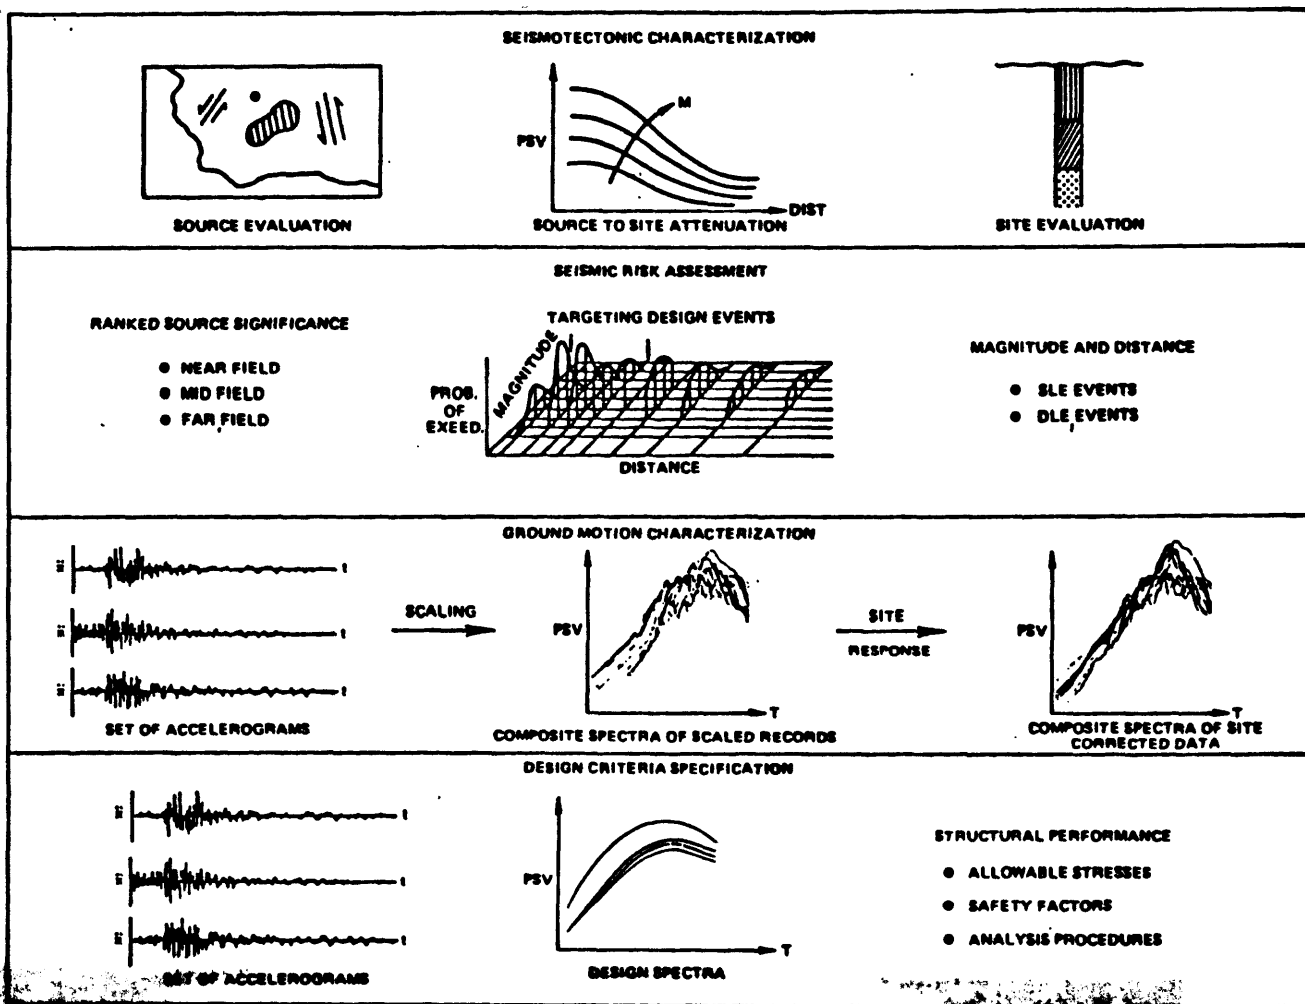 SEISMOTECTONIC CHARACTERIZATION
M
PSV
DIST
SOURCE EVALUATION
SOURCE TO SITE ATTENUATION
SITE EVALUATION
SEISMIC RISK ASSESSMENT
RANKED SOURCE SIGNIFICANCE
● NEAR FIELD
● MID FIELD
● FAR FIELD
TARGETING DESIGN EVENTS
MAGNITUDE
PROB.
OF
EXEED.
DISTANCE
MAGNITUDE AND DISTANCE
● SLE EVENTS
● DLE EVENTS
GROUND MOTION CHARACTERIZATION
t
t
t
SET OF ACCELEROGRAMS
SCALING
PSV
T
COMPOSITE SPECTRA OF SCALED RECORDS
SITE
RESPONSE
PSV
T
COMPOSITE SPECTRA OF SITE
CORRECTED DATA
DESIGN CRITERIA SPECIFICATION
t
t
t
SET OF ACCELEROGRAMS
PSV
T
DESIGN SPECTRA
STRUCTURAL PERFORMANCE
● ALLOWABLE STRESSES
● SAFETY FACTORS
● ANALYSIS PROCEDURES